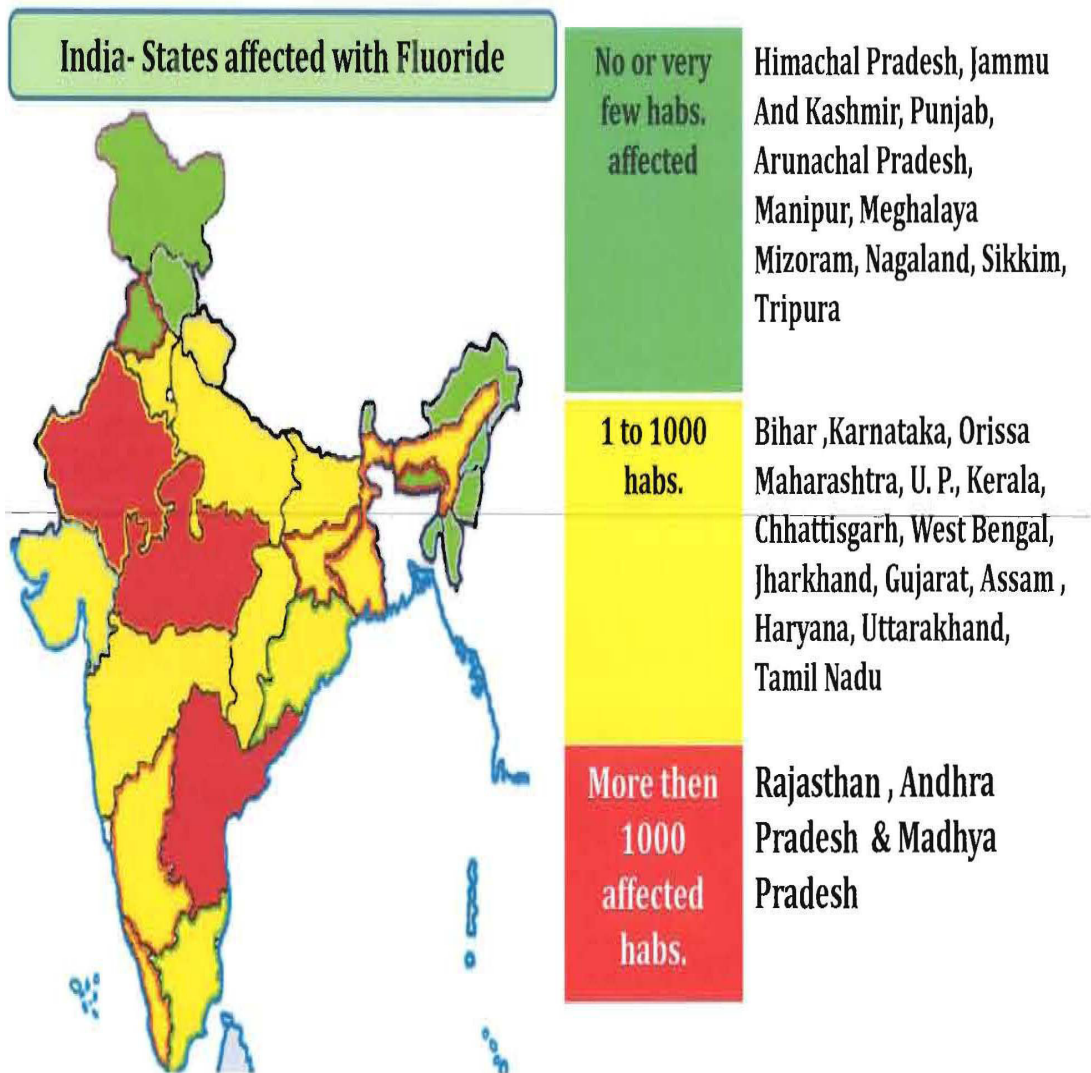 India- States affected with Fluoride
No or very
few habs.
affected
Himachal Pradesh, Jammu
And Kashmir, Punjab,
Arunachal Pradesh,
Manipur, Meghalaya
Mizoram, Nagaland, Sikkim,
Tripura
1 to 1000
habs.
Bihar ,Karnataka, Orissa
Maharashtra, U. P., Kerala,
Chhattisgarh, West Bengal,
Jharkhand, Gujarat, Assam ,
Haryana, Uttarakhand,
Tamil Nadu
More then
1000
affected
habs.
Rajasthan , Andhra
Pradesh & Madhya
Pradesh